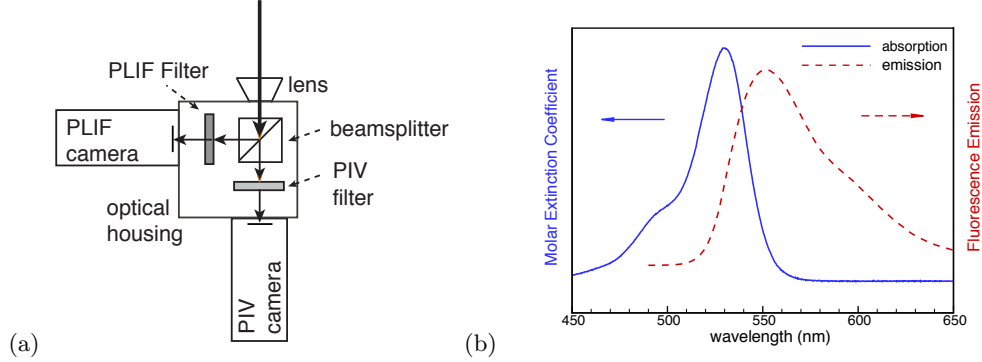 PLIF Filter
lens
PLIF
camera
beamsplitter
PIV
filter
optical
housing
PIV
camera
(a)
absorption
emission
Molar Extinction Coefficient
Fluorescence Emission
450
500
550
600
650
wavelength (nm)
(b)